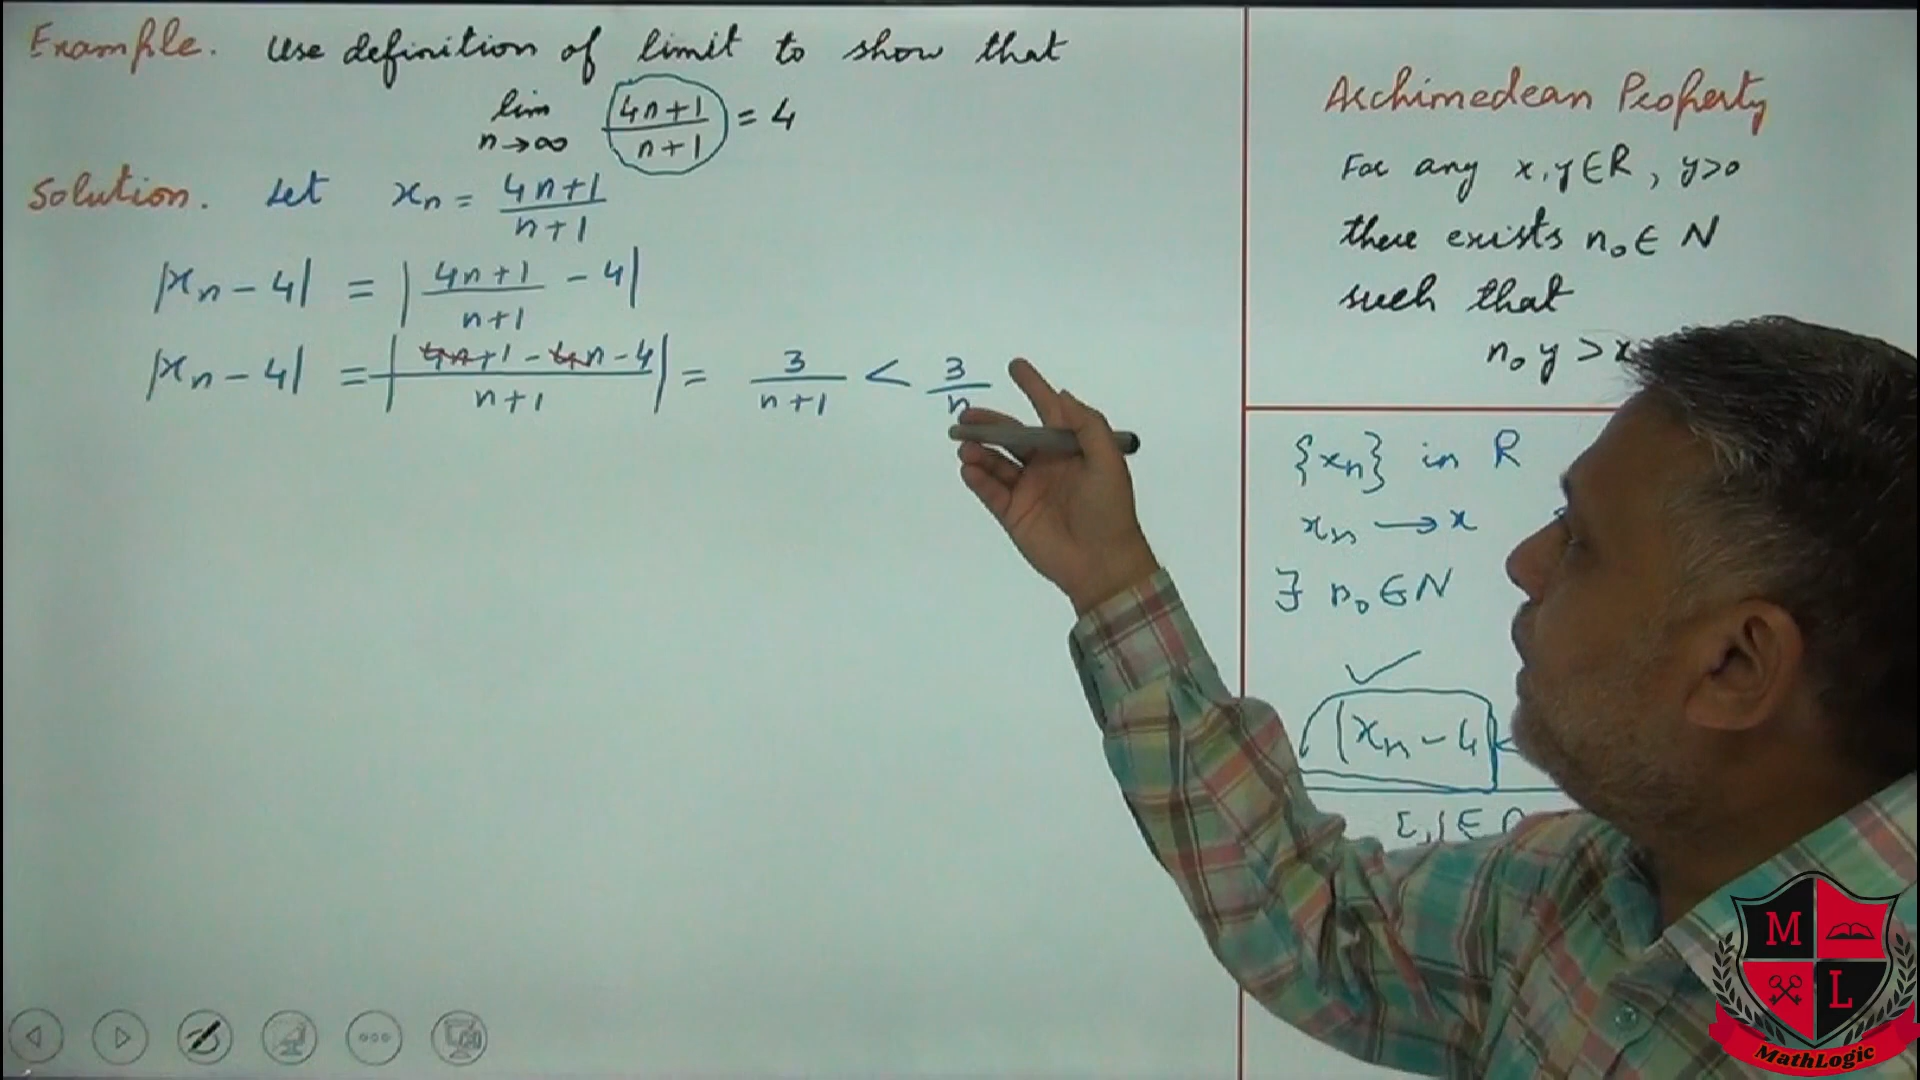 Example. Use definition of limit to show that
lim n→∞ (4n+1)/(n+1) = 4
Solution. Let xn = (4n+1)/(n+1)
|xn − 4| = |(4n+1)/(n+1) − 4|
|xn − 4| = |(4n+1 − 4n − 4)/(n+1)| = 3/(n+1) < 3/n
Archimedean Property
For any x, y ∈ R, y>0
there exists n₀ ∈ N
such that
n₀ y > x
{xn} in R
xn → x
∃ n₀ ∈ N
|xn − 4| <
M
L
MathLogic